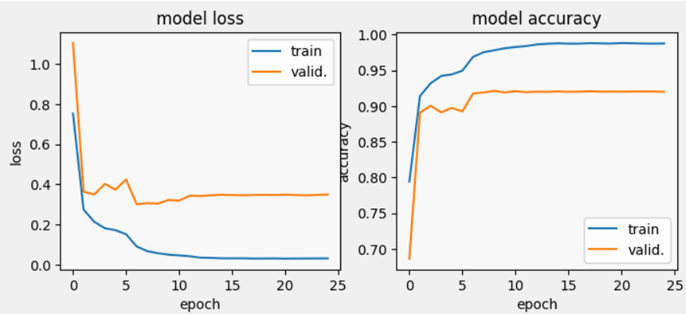 model loss
train
valid.
1.0
0.8
0.6
0.4
0.2
0.0
loss
0 5 10 15 20 25
epoch
model accuracy
1.00
0.95
0.90
0.85
0.80
0.75
0.70
accuracy
train
valid.
0 5 10 15 20 25
epoch